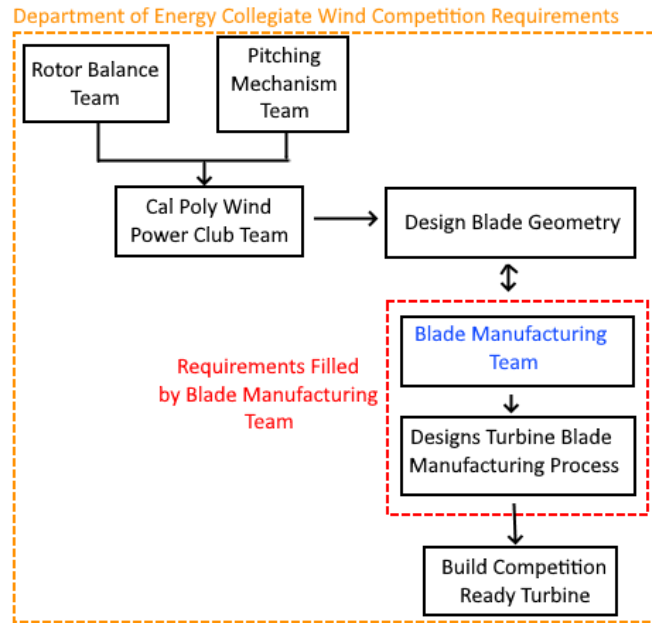 Department of Energy Collegiate Wind Competition Requirements
Rotor Balance
Team
Pitching
Mechanism
Team
Cal Poly Wind
Power Club Team
Design Blade Geometry
Requirements Filled
by Blade Manufacturing
Team
Blade Manufacturing
Team
Designs Turbine Blade
Manufacturing Process
Build Competition
Ready Turbine